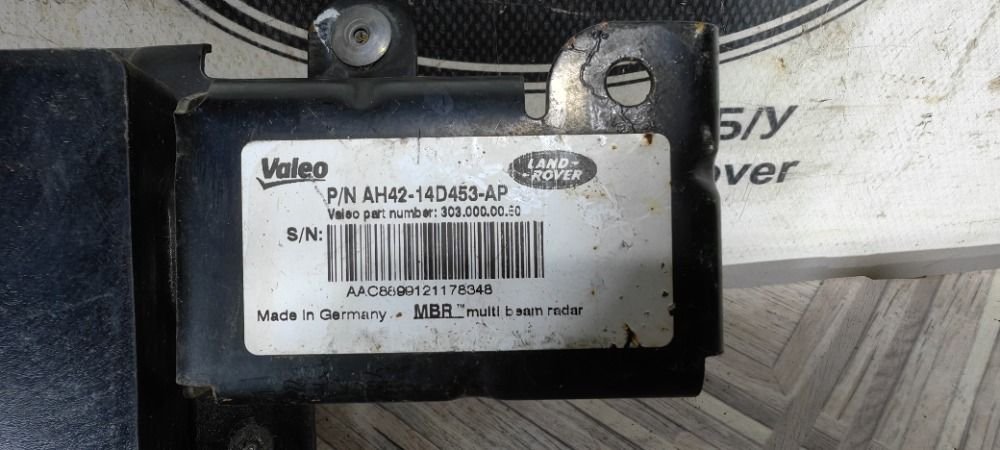 Valeo
LAND-
-ROVER
P/N AH42-14D453-AP
Valeo part number: 303.000.00.50
S/N:
AAC8899121178348
Made in Germany. MBR™ multi beam radar
Б/У
over